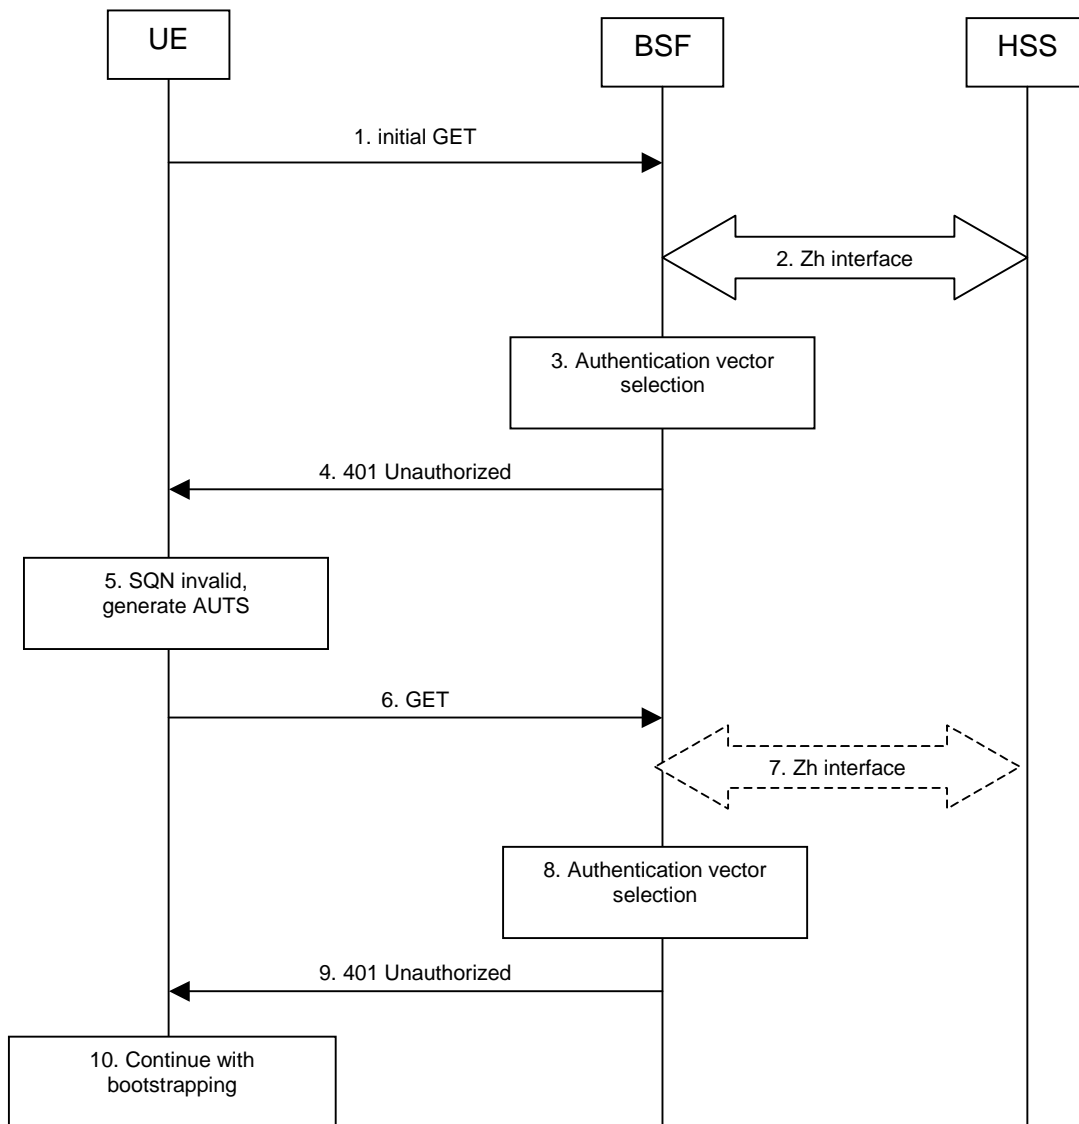 UE
BSF
HSS
1. initial GET
2. Zh interface
3. Authentication vector
selection
4. 401 Unauthorized
5. SQN invalid,
generate AUTS
6. GET
7. Zh interface
8. Authentication vector
selection
9. 401 Unauthorized
10. Continue with
bootstrapping